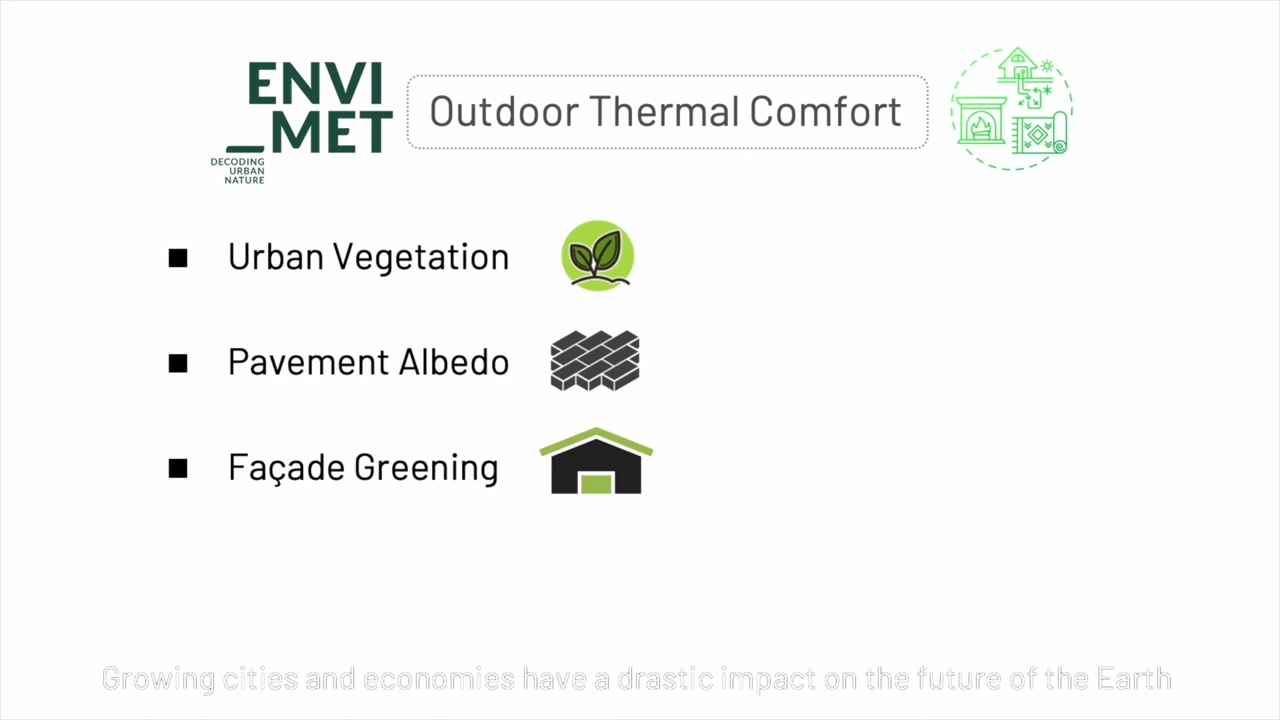 ENVI
_MET
DECODING
URBAN
NATURE
Outdoor Thermal Comfort
Urban Vegetation
Pavement Albedo
Façade Greening
Growing cities and economies have a drastic impact on the future of the Earth